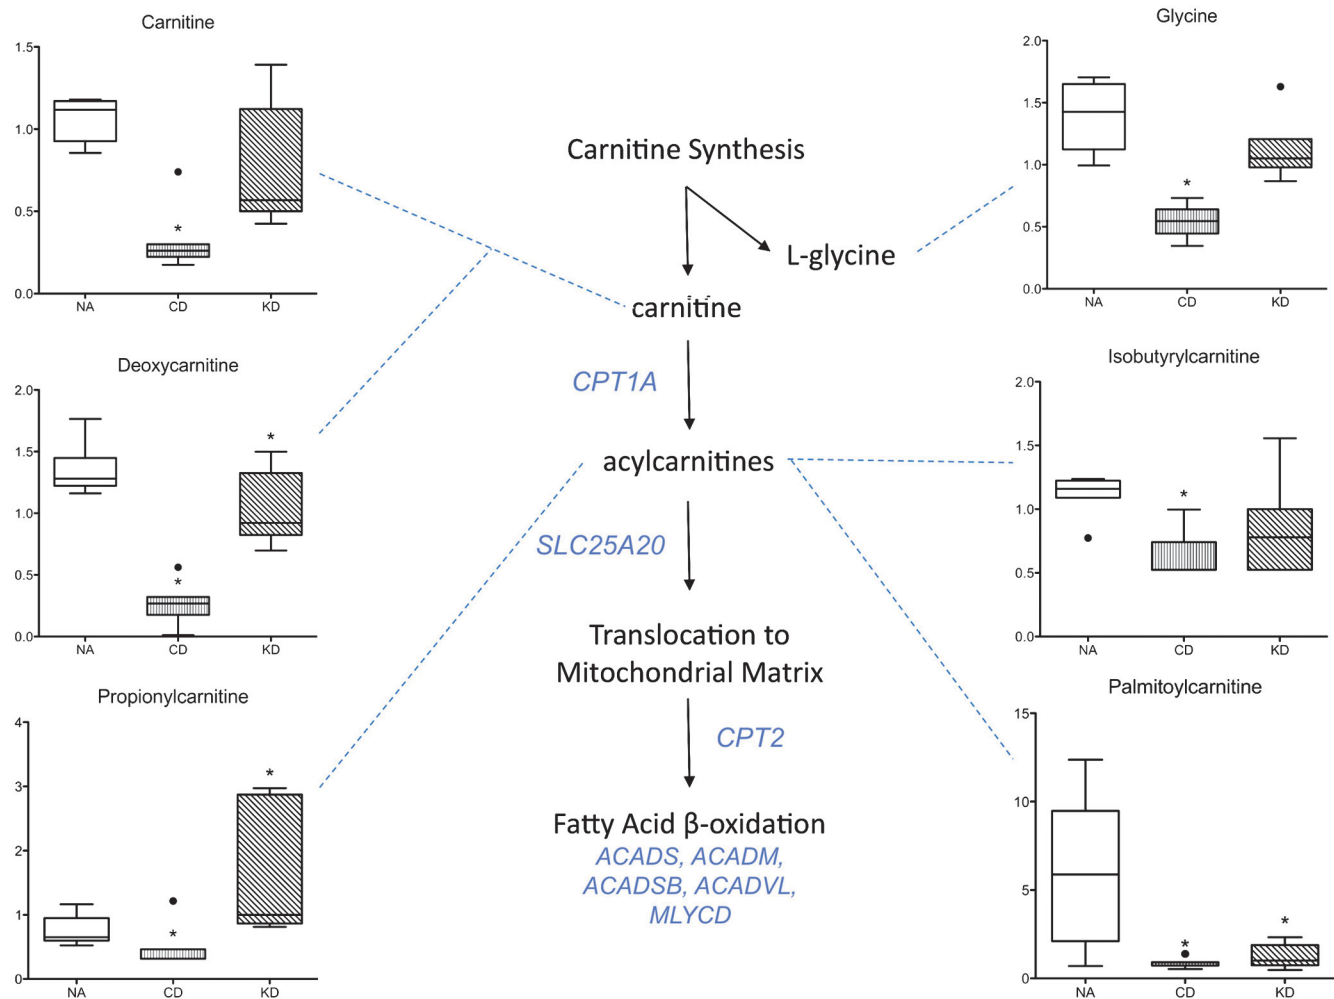 Carnitine
1.5
1.0
0.5
0.0
*
NA CD KD
Deoxycarnitine
2.0
1.5
1.0
0.5
0.0
*
*
NA CD KD
Propionylcarnitine
4
3
2
1
0
*
*
NA CD KD
Carnitine Synthesis
L-glycine
carnitine
CPT1A
acylcarnitines
SLC25A20
Translocation to
Mitochondrial Matrix
CPT2
Fatty Acid β-oxidation
ACADS, ACADM,
ACADSB, ACADVL,
MLYCD
Glycine
2.0
1.5
1.0
0.5
0.0
*
NA CD KD
Isobutyrylcarnitine
2.0
1.5
1.0
0.5
0.0
*
NA CD KD
Palmitoylcarnitine
15
10
5
0
*
*
NA CD KD